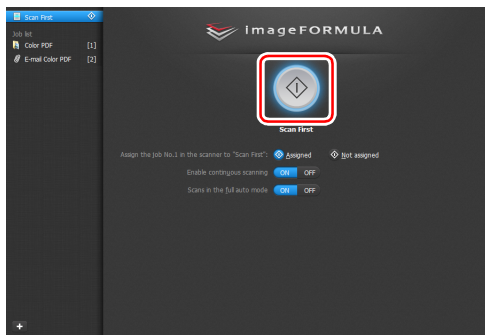 Scan First
Job list
Color PDF [1]
E-mail Color PDF [2]
imageFORMULA
Scan First
Assign the job No.1 in the scanner to "Scan First": Assigned Not assigned
Enable continuous scanning ON OFF
Scans in the full auto mode ON OFF